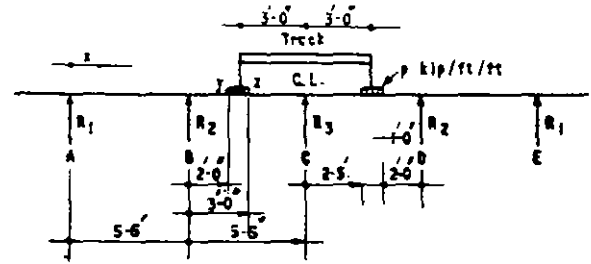 3'-0" 3'-0"
Truck
x
C.L.
p kip/ft/ft
y z
R1 R2 R3 R2 R1
1'-0"
A B C D E
2'-0" 2-5' 2'-0"
3'-0"
5-6' 5-6'